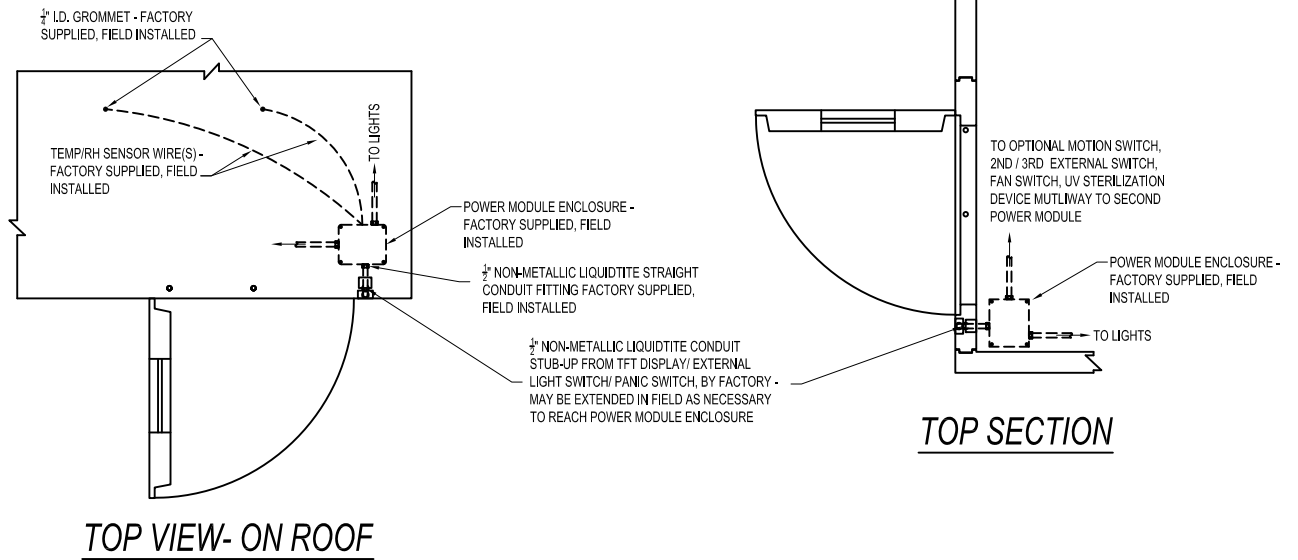 ¼" I.D. GROMMET - FACTORY
SUPPLIED, FIELD INSTALLED
TEMP/RH SENSOR WIRE(S) -
FACTORY SUPPLIED, FIELD
INSTALLED
TO LIGHTS
POWER MODULE ENCLOSURE -
FACTORY SUPPLIED, FIELD
INSTALLED
½" NON-METALLIC LIQUIDTITE STRAIGHT
CONDUIT FITTING FACTORY SUPPLIED,
FIELD INSTALLED
½" NON-METALLIC LIQUIDTITE CONDUIT
STUB-UP FROM TFT DISPLAY/ EXTERNAL
LIGHT SWITCH/ PANIC SWITCH, BY FACTORY -
MAY BE EXTENDED IN FIELD AS NECESSARY
TO REACH POWER MODULE ENCLOSURE
TOP VIEW- ON ROOF
TO OPTIONAL MOTION SWITCH,
2ND / 3RD EXTERNAL SWITCH,
FAN SWITCH, UV STERILIZATION
DEVICE MUTLIWAY TO SECOND
POWER MODULE
POWER MODULE ENCLOSURE -
FACTORY SUPPLIED, FIELD
INSTALLED
TO LIGHTS
TOP SECTION